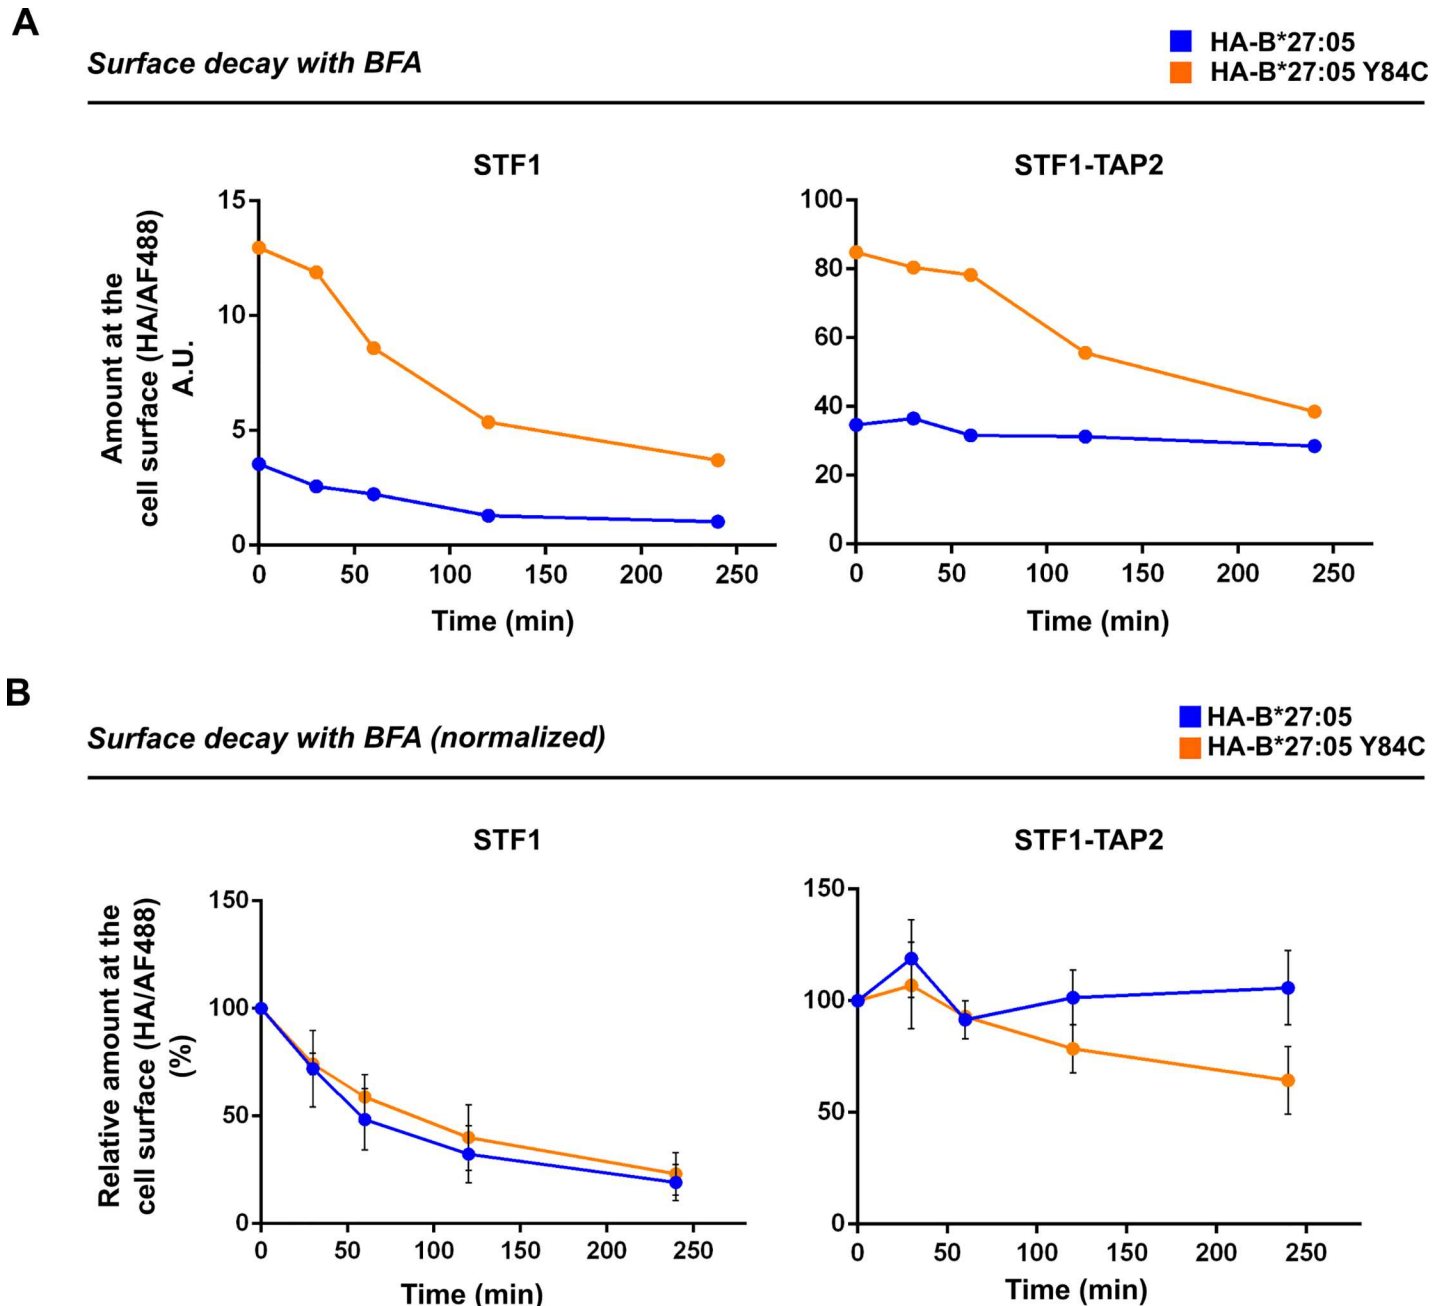 A
Surface decay with BFA
HA-B*27:05
HA-B*27:05 Y84C
STF1
Amount at the
cell surface (HA/AF488)
A.U.
15
10
5
0
0 50 100 150 200 250
Time (min)
STF1-TAP2
100
80
60
40
20
0
0 50 100 150 200 250
Time (min)
B
Surface decay with BFA (normalized)
HA-B*27:05
HA-B*27:05 Y84C
STF1
Relative amount at the
cell surface (HA/AF488)
(%)
150
100
50
0
0 50 100 150 200 250
Time (min)
STF1-TAP2
150
100
50
0
0 50 100 150 200 250
Time (min)